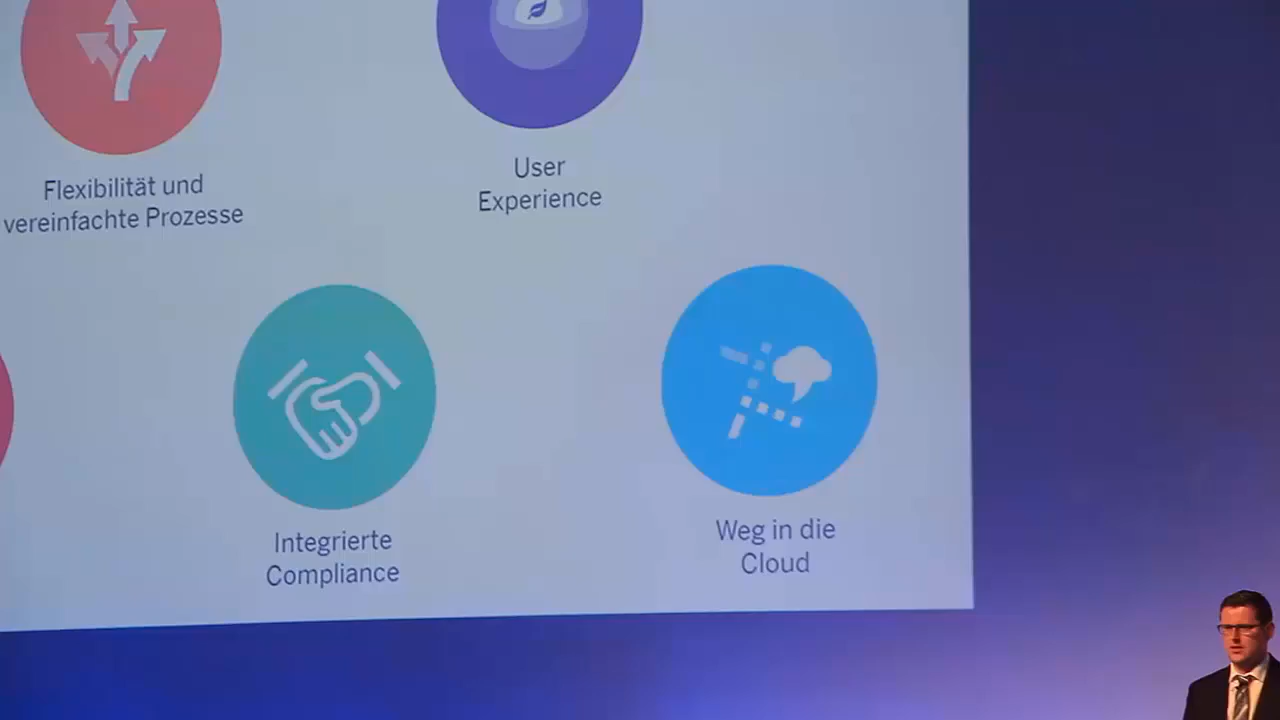 Flexibilität und
vereinfachte Prozesse
User
Experience
Integrierte
Compliance
Weg in die
Cloud